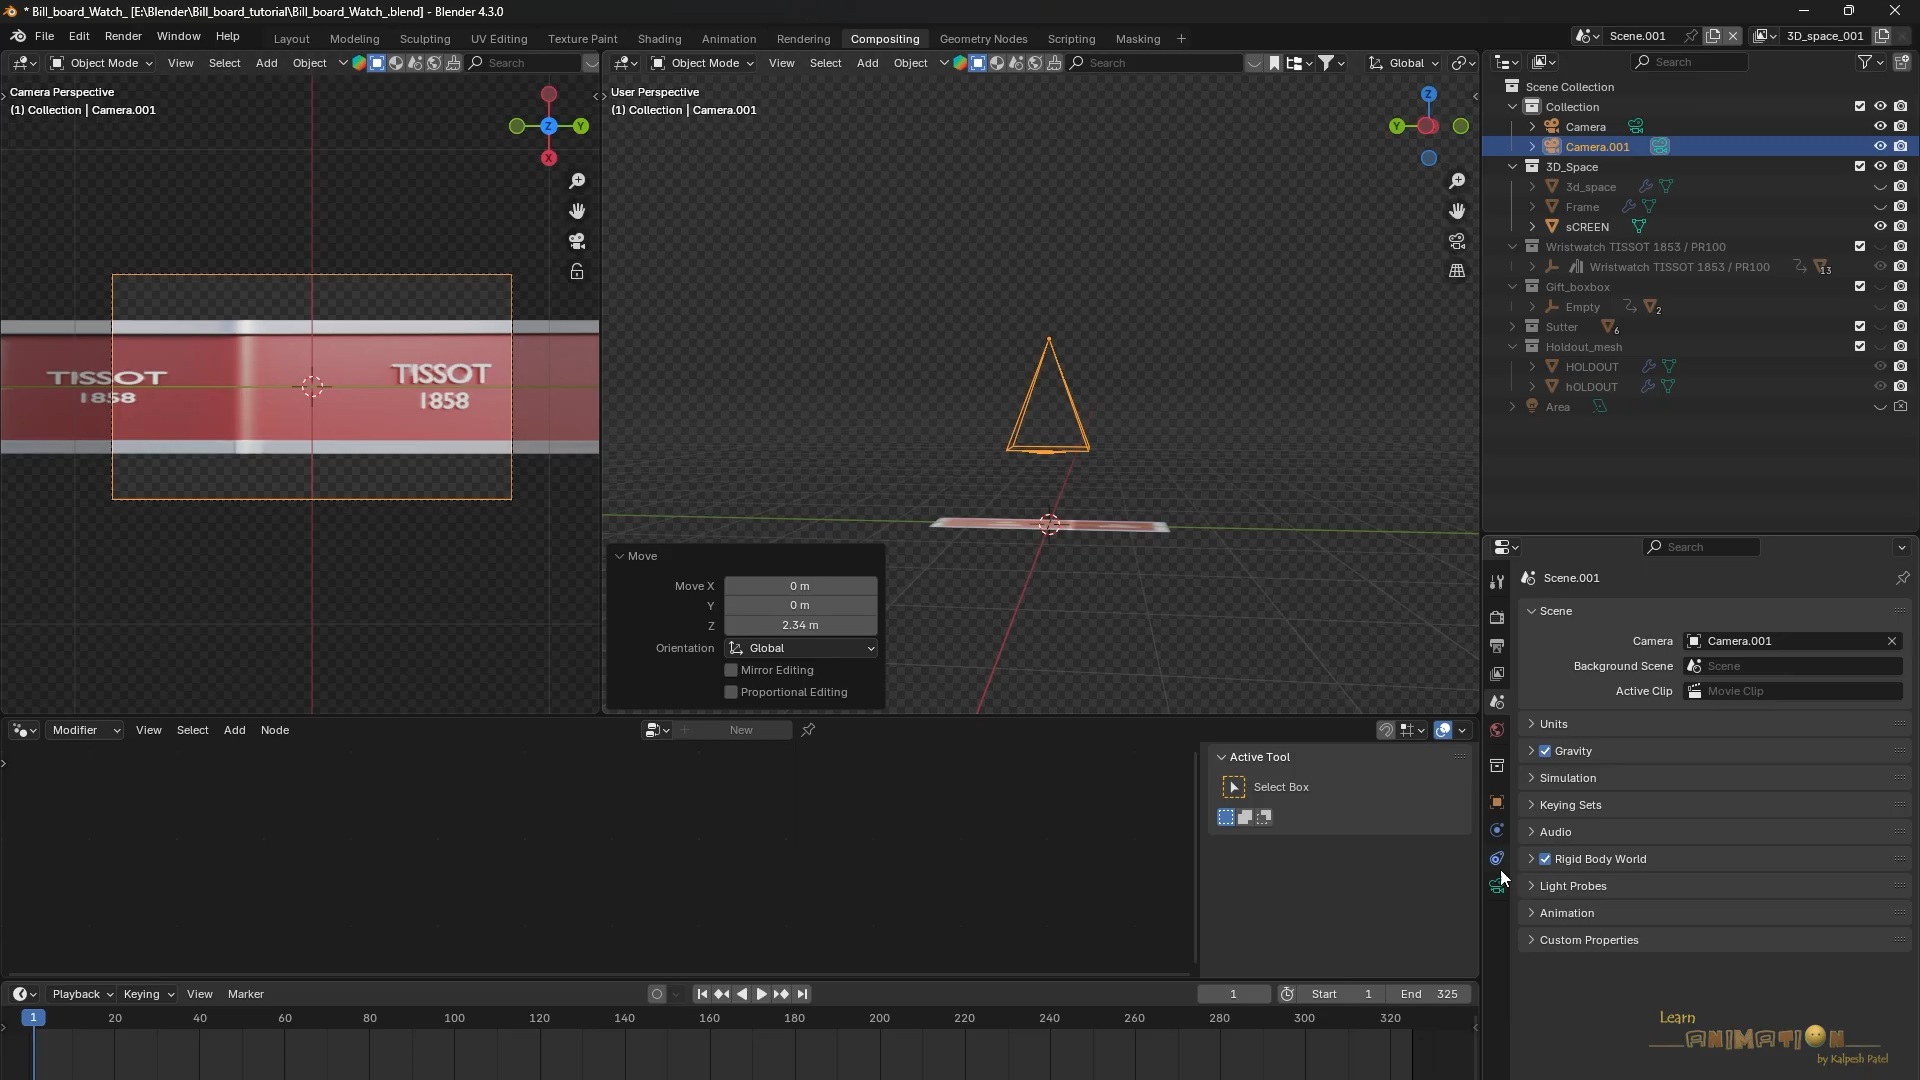 * Bill_board_Watch_ [E:\Blender\Bill_board_tutorial\Bill_board_Watch_.blend] - Blender 4.3.0
File Edit Render Window Help
Layout Modeling Sculpting UV Editing Texture Paint Shading Animation Rendering Compositing Geometry Nodes Scripting Masking +
Scene.001
3D_space_001
Object Mode View Select Add Object Search
Object Mode View Select Add Object Search Global
Search
Camera Perspective
(1) Collection | Camera.001
Z
Y
X
User Perspective
(1) Collection | Camera.001
Z
Y
TISSOT
1858
TISSOT
1858
Scene Collection
Collection
Camera
Camera.001
3D_Space
3d_space
Frame
sCREEN
Wristwatch TISSOT 1853 / PR100
Wristwatch TISSOT 1853 / PR100
13
Gift_boxbox
Empty
2
Sutter
6
Holdout_mesh
HOLDOUT
hOLDOUT
Area
Move
Move X 0 m
Y 0 m
Z 2.34 m
Orientation Global
Mirror Editing
Proportional Editing
Search
Scene.001
Scene
Camera Camera.001
Background Scene Scene
Active Clip Movie Clip
Units
Gravity
Simulation
Keying Sets
Audio
Rigid Body World
Light Probes
Animation
Custom Properties
Modifier View Select Add Node
New
Active Tool
Select Box
Playback Keying View Marker
1
Start 1
End 325
1 20 40 60 80 100 120 140 160 180 200 220 240 260 280 300 320
Learn
ANIMATION
by Kalpesh Patel